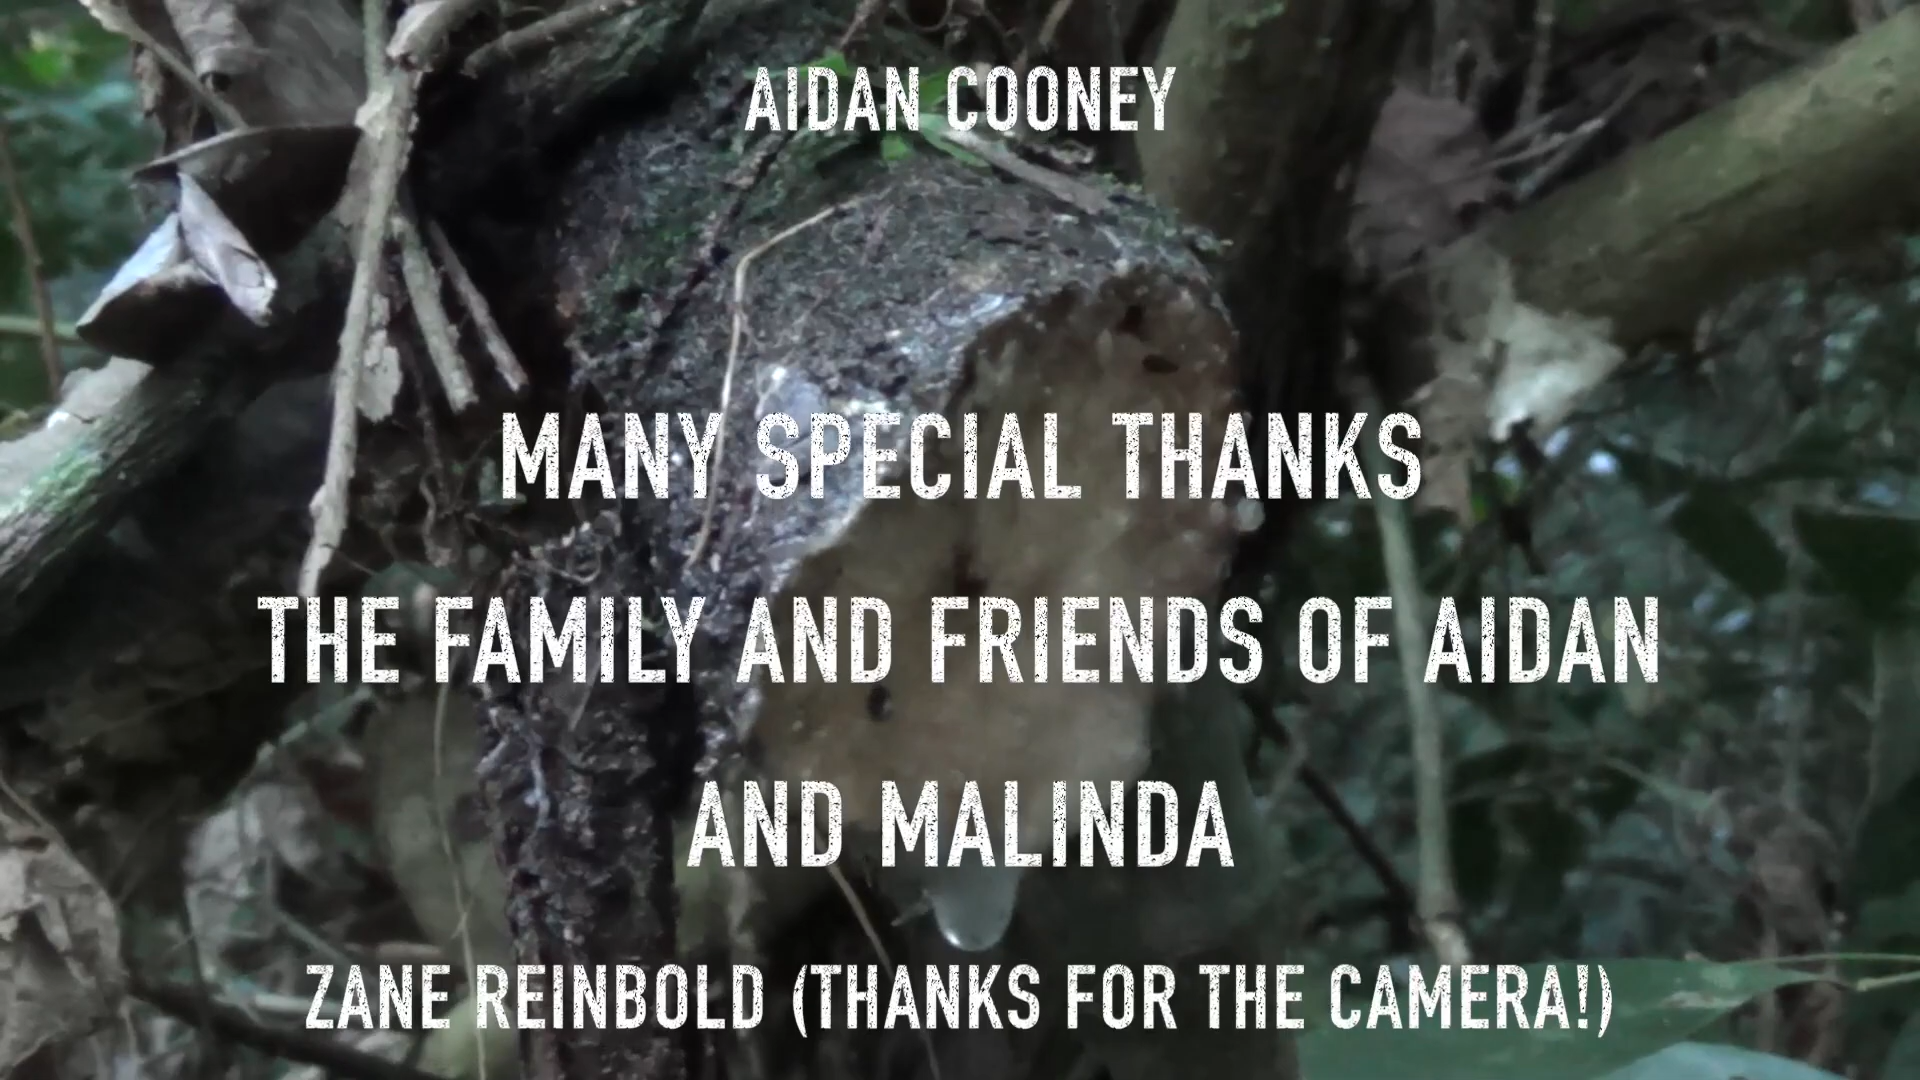 AIDAN COONEY
MANY SPECIAL THANKS
THE FAMILY AND FRIENDS OF AIDAN
AND MALINDA
ZANE REINBOLD (THANKS FOR THE CAMERA!)